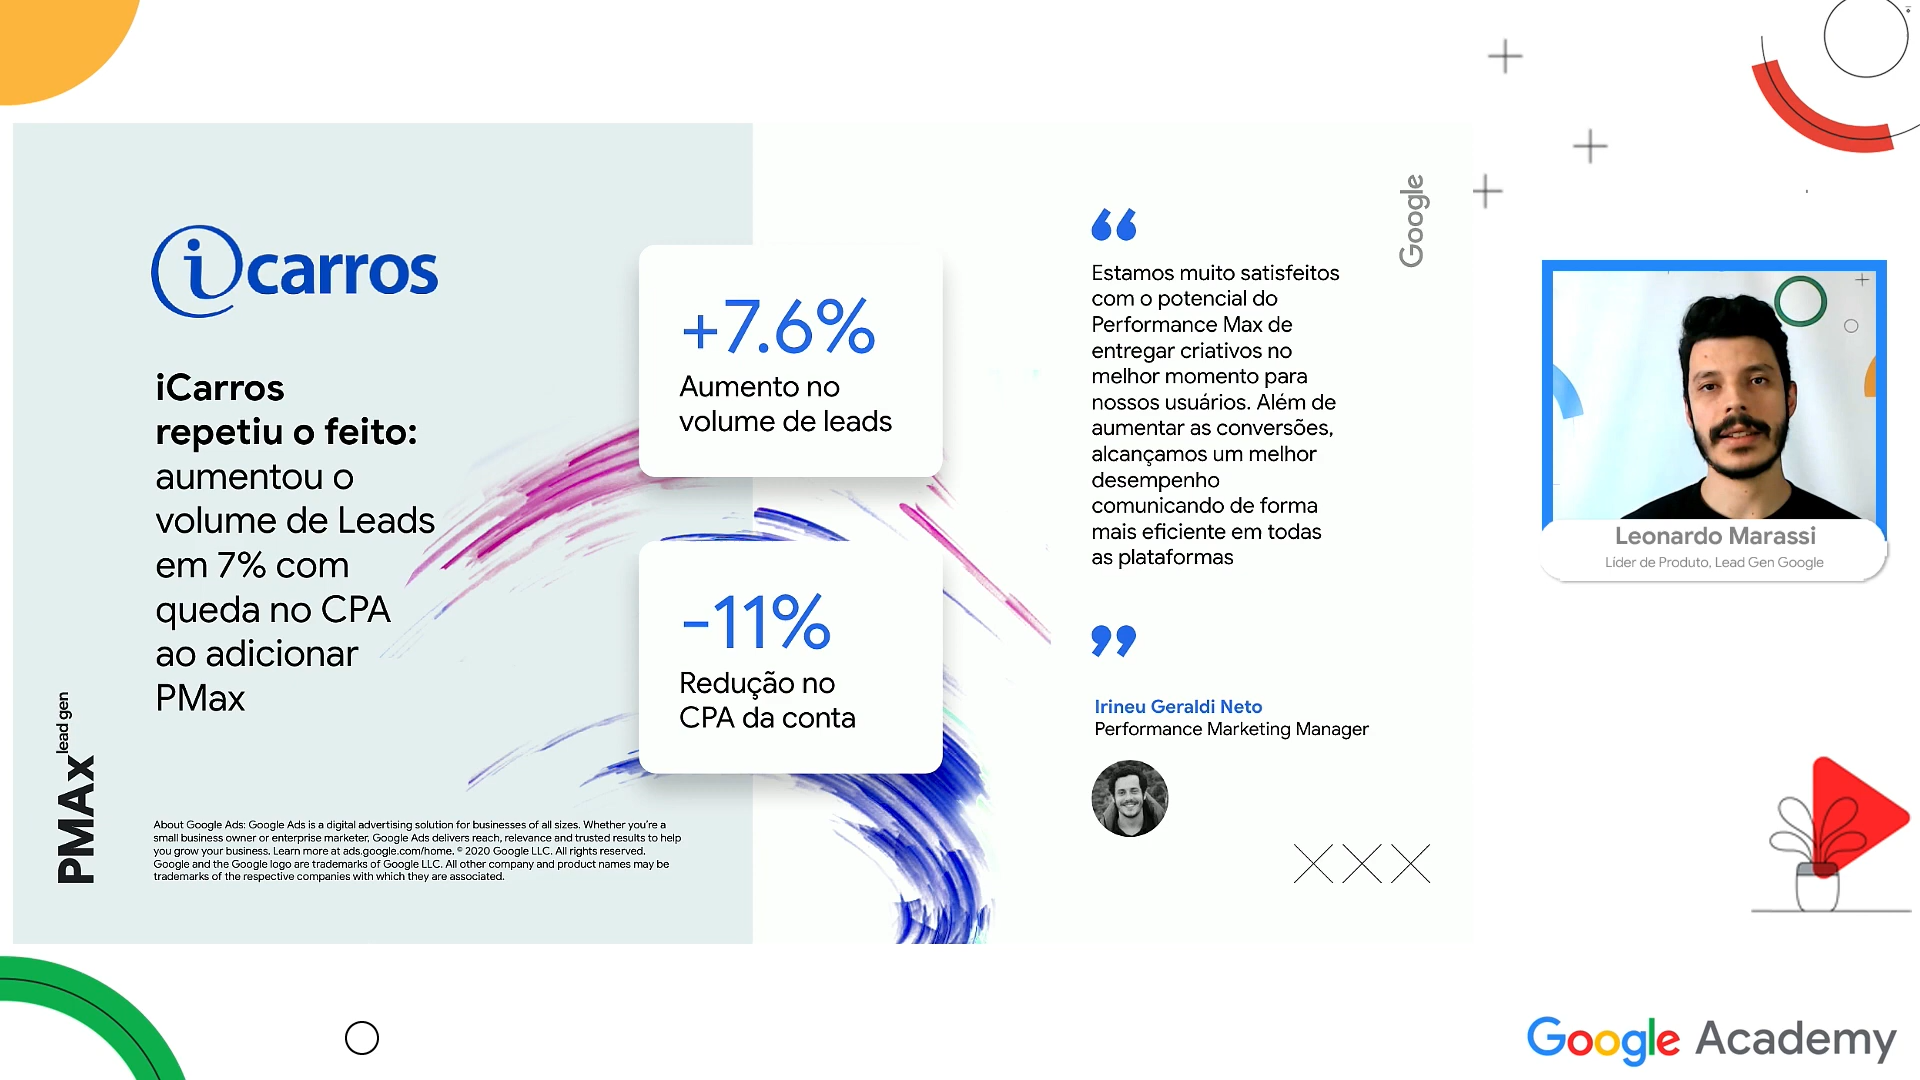 icarros
iCarros
repetiu o feito:
aumentou o
volume de Leads
em 7% com
queda no CPA
ao adicionar
PMax
PMAx lead gen
About Google Ads: Google Ads is a digital advertising solution for businesses of all sizes. Whether you're a
small business owner or enterprise marketer, Google Ads delivers reach, relevance and trusted results to help
you grow your business. Learn more at ads.google.com/home. © 2020 Google LLC. All rights reserved.
Google and the Google logo are trademarks of Google LLC. All other company and product names may be
trademarks of the respective companies with which they are associated.
+7.6%
Aumento no
volume de leads
-11%
Redução no
CPA da conta
“
Estamos muito satisfeitos
com o potencial do
Performance Max de
entregar criativos no
melhor momento para
nossos usuários. Além de
aumentar as conversões,
alcançamos um melhor
desempenho
comunicando de forma
mais eficiente em todas
as plataformas
”
Irineu Geraldi Neto
Performance Marketing Manager
Google
Leonardo Marassi
Líder de Produto, Lead Gen Google
Google Academy